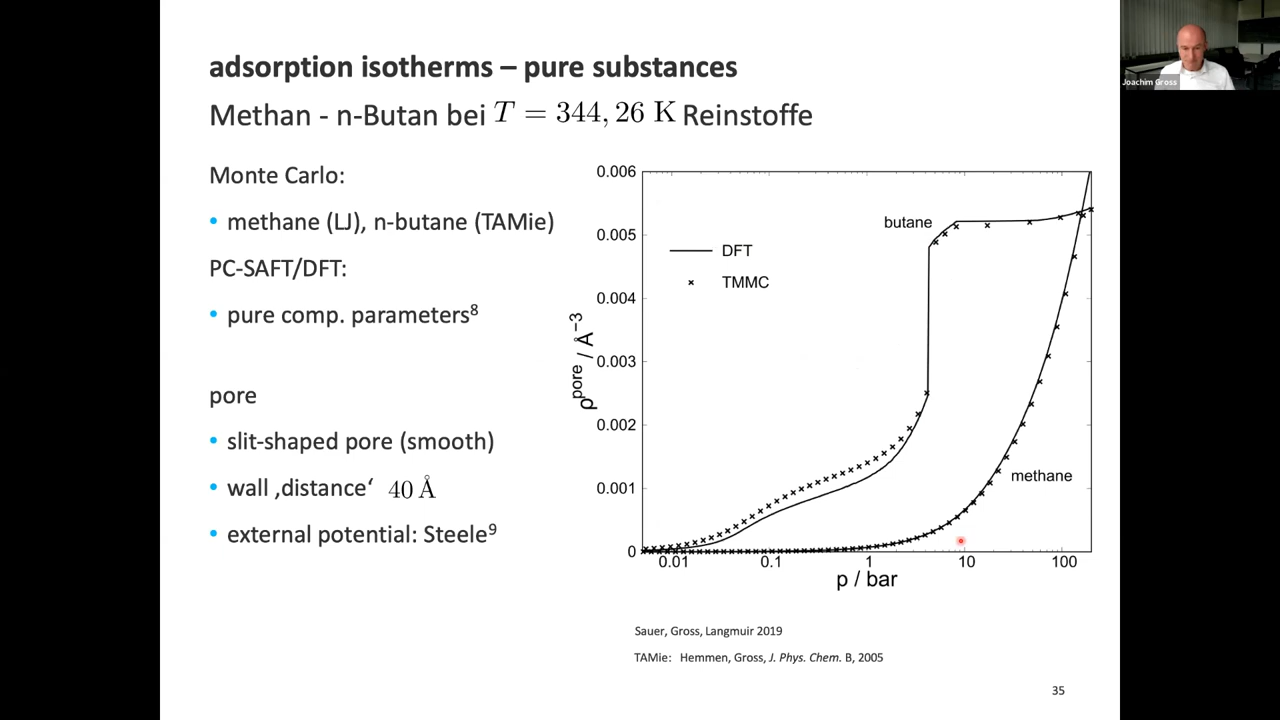 adsorption isotherms – pure substances
Methan - n-Butan bei T = 344, 26 K Reinstoffe
Monte Carlo:
• methane (LJ), n-butane (TAMie)
PC-SAFT/DFT:
• pure comp. parameters⁸
pore
• slit-shaped pore (smooth)
• wall ‚distance‘ 40 Å
• external potential: Steele⁹
0.006
0.005
0.004
0.003
0.002
0.001
0
ρ^pore / Å⁻³
butane
DFT
TMMC
methane
0.01 0.1 1 10 100
p / bar
Sauer, Gross, Langmuir 2019
TAMie: Hemmen, Gross, J. Phys. Chem. B, 2005
35
Joachim Gross